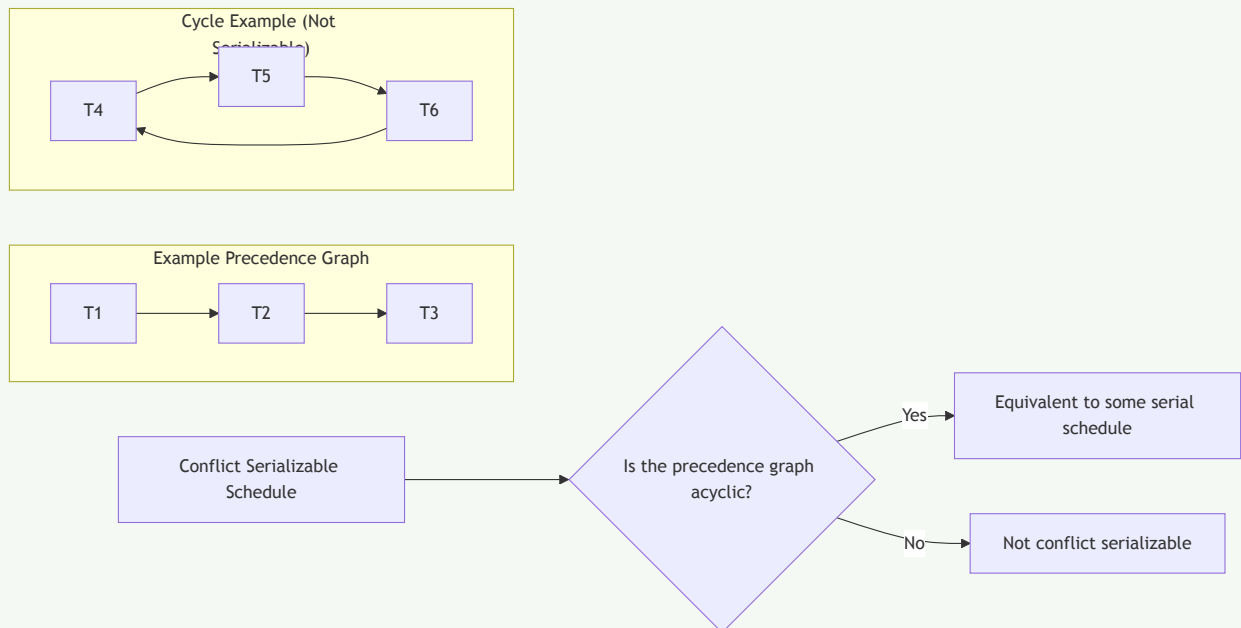 Cycle Example (Not
Serializable)
T5
T4
T6
Example Precedence Graph
T1
T2
T3
Conflict Serializable
Schedule
Is the precedence graph
acyclic?
Yes
Equivalent to some serial
schedule
No
Not conflict serializable